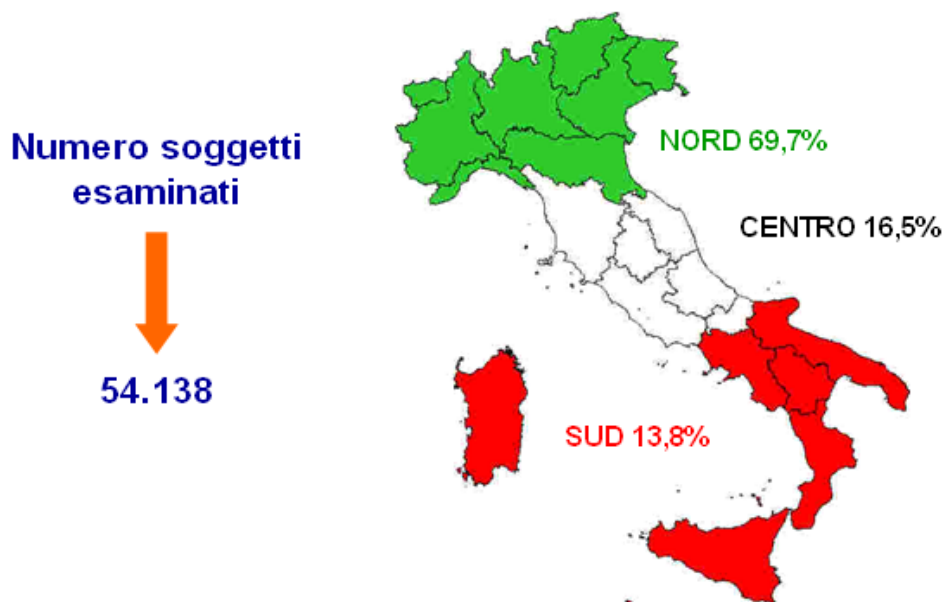 Numero soggetti
esaminati
54.138
NORD 69,7%
CENTRO 16,5%
SUD 13,8%